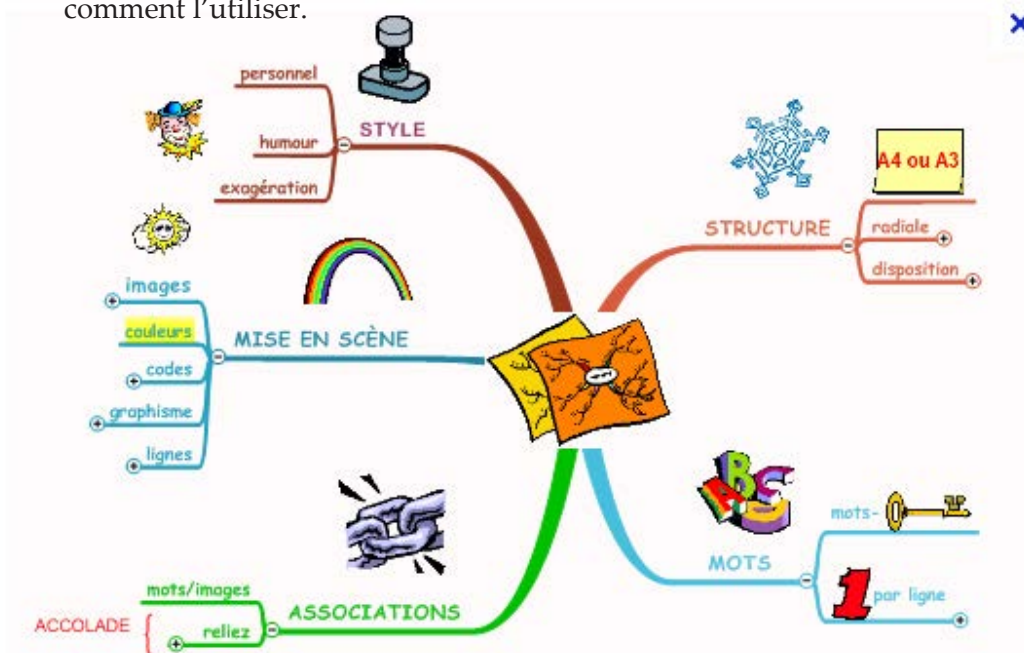 comment l'utiliser.
personnel
STYLE
humour
exagération
A4 ou A3
STRUCTURE
radiale
disposition
images
couleurs
MISE EN SCÈNE
codes
graphisme
lignes
ABC
mots-
MOTS
1 par ligne
mots/images
ASSOCIATIONS
ACCOLADE
reliez